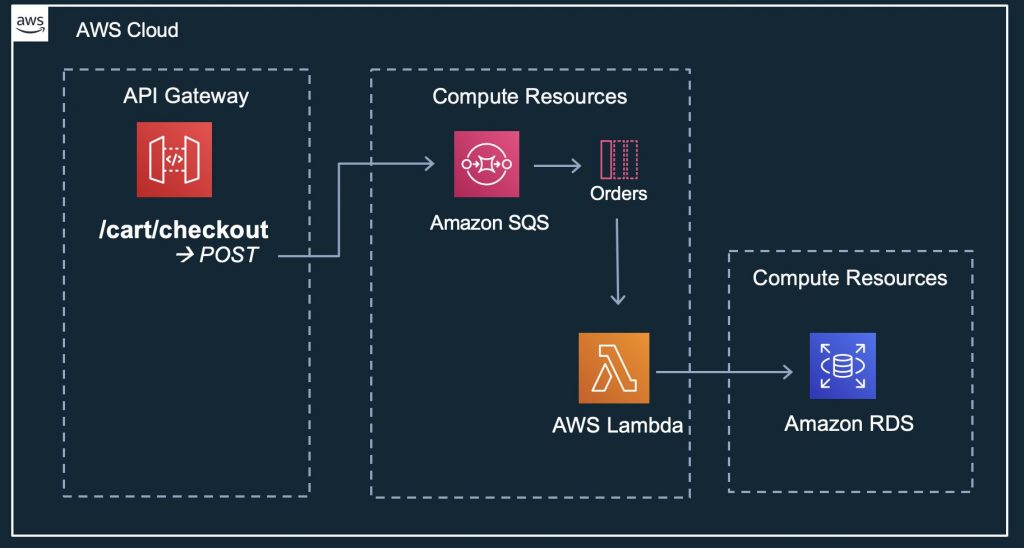 aws
AWS Cloud
API Gateway
/cart/checkout
→ POST
Compute Resources
Amazon SQS
Orders
AWS Lambda
Compute Resources
Amazon RDS